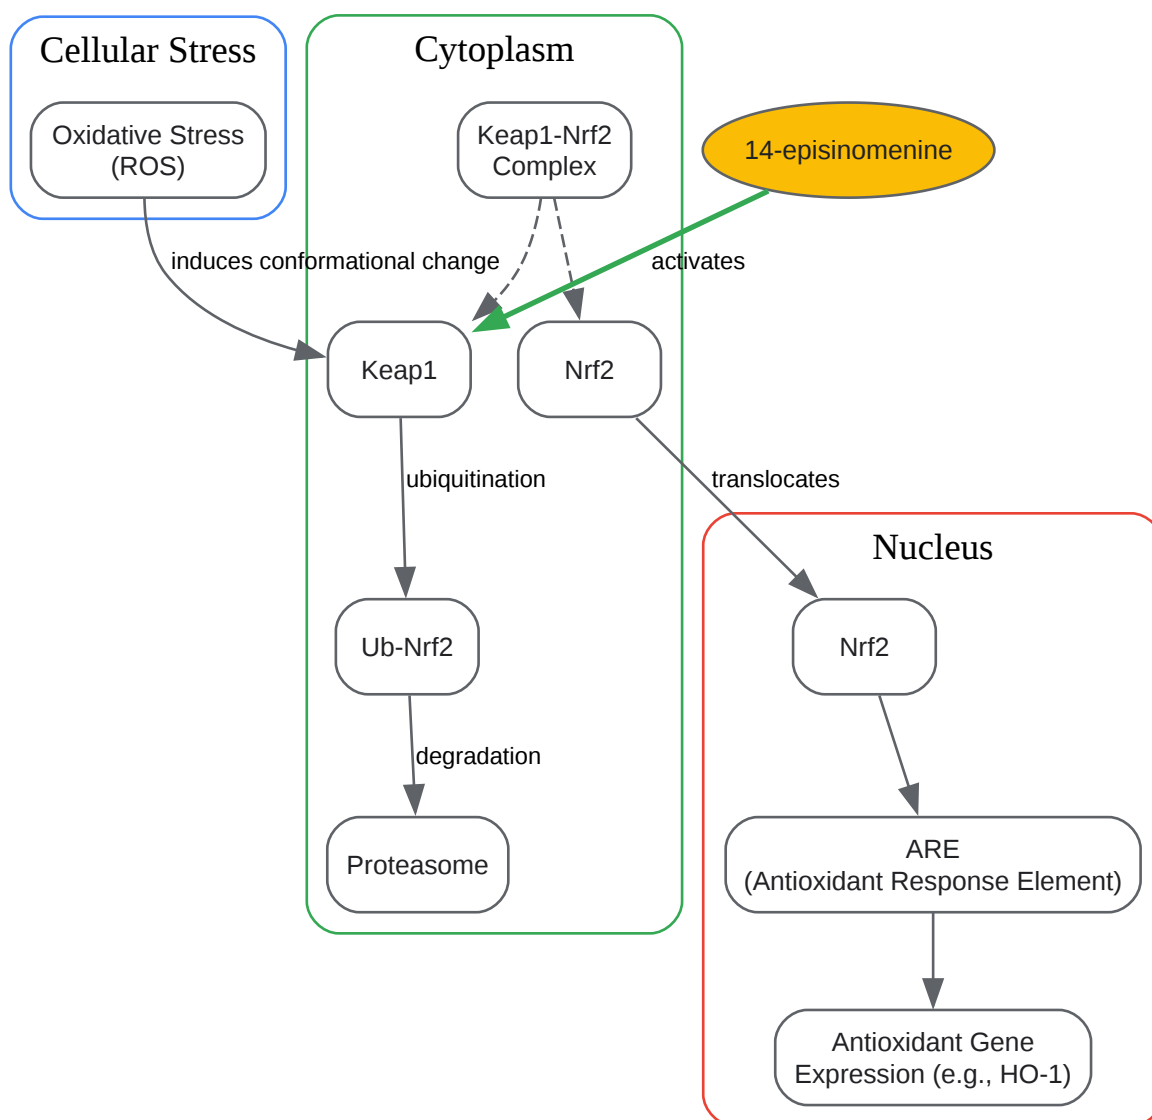 Cellular Stress
Cytoplasm
Oxidative Stress
(ROS)
Keap1-Nrf2
Complex
14-episinomenine
induces conformational change
activates
Keap1
Nrf2
ubiquitination
translocates
Nucleus
Ub-Nrf2
Nrf2
degradation
Proteasome
ARE
(Antioxidant Response Element)
Antioxidant Gene
Expression (e.g., HO-1)